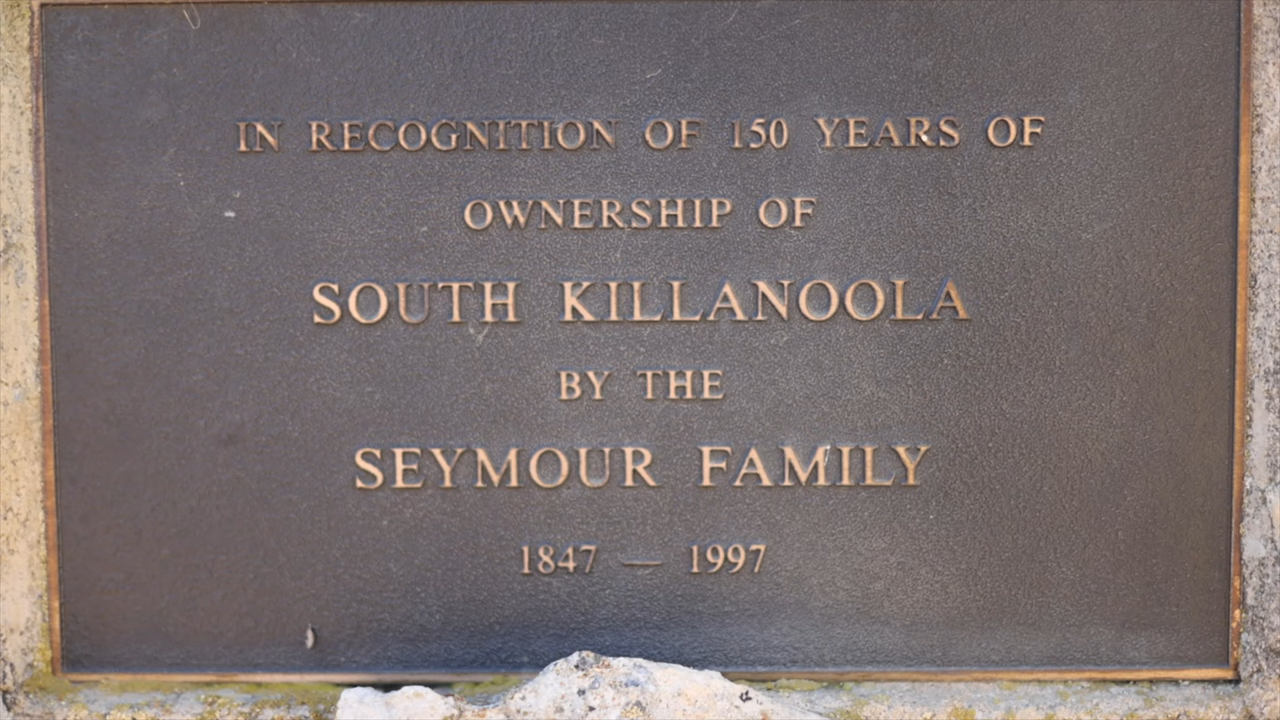 IN RECOGNITION OF 150 YEARS OF
OWNERSHIP OF
SOUTH KILLANOOLA
BY THE
SEYMOUR FAMILY
1847 — 1997